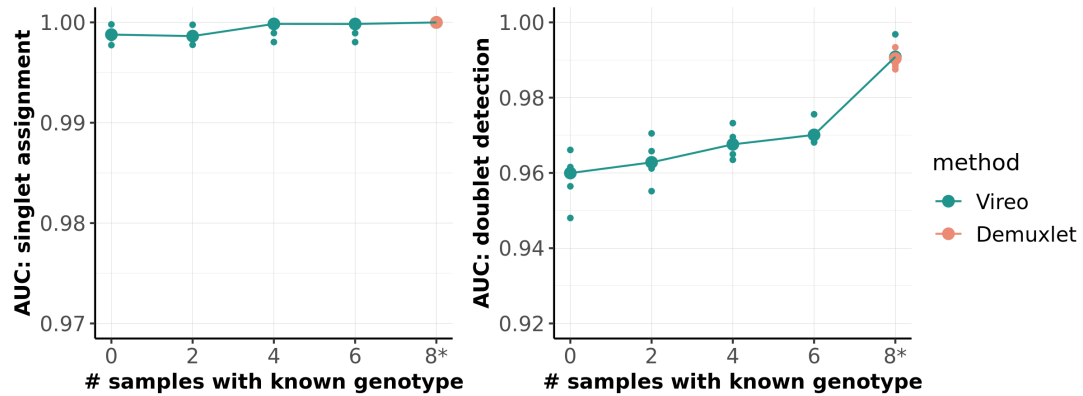 AUC: singlet assignment
1.00
0.99
0.98
0.97
0
2
4
6
8*
# samples with known genotype
AUC: doublet detection
1.00
0.98
0.96
0.94
0.92
0
2
4
6
8*
# samples with known genotype
method
Vireo
Demuxlet